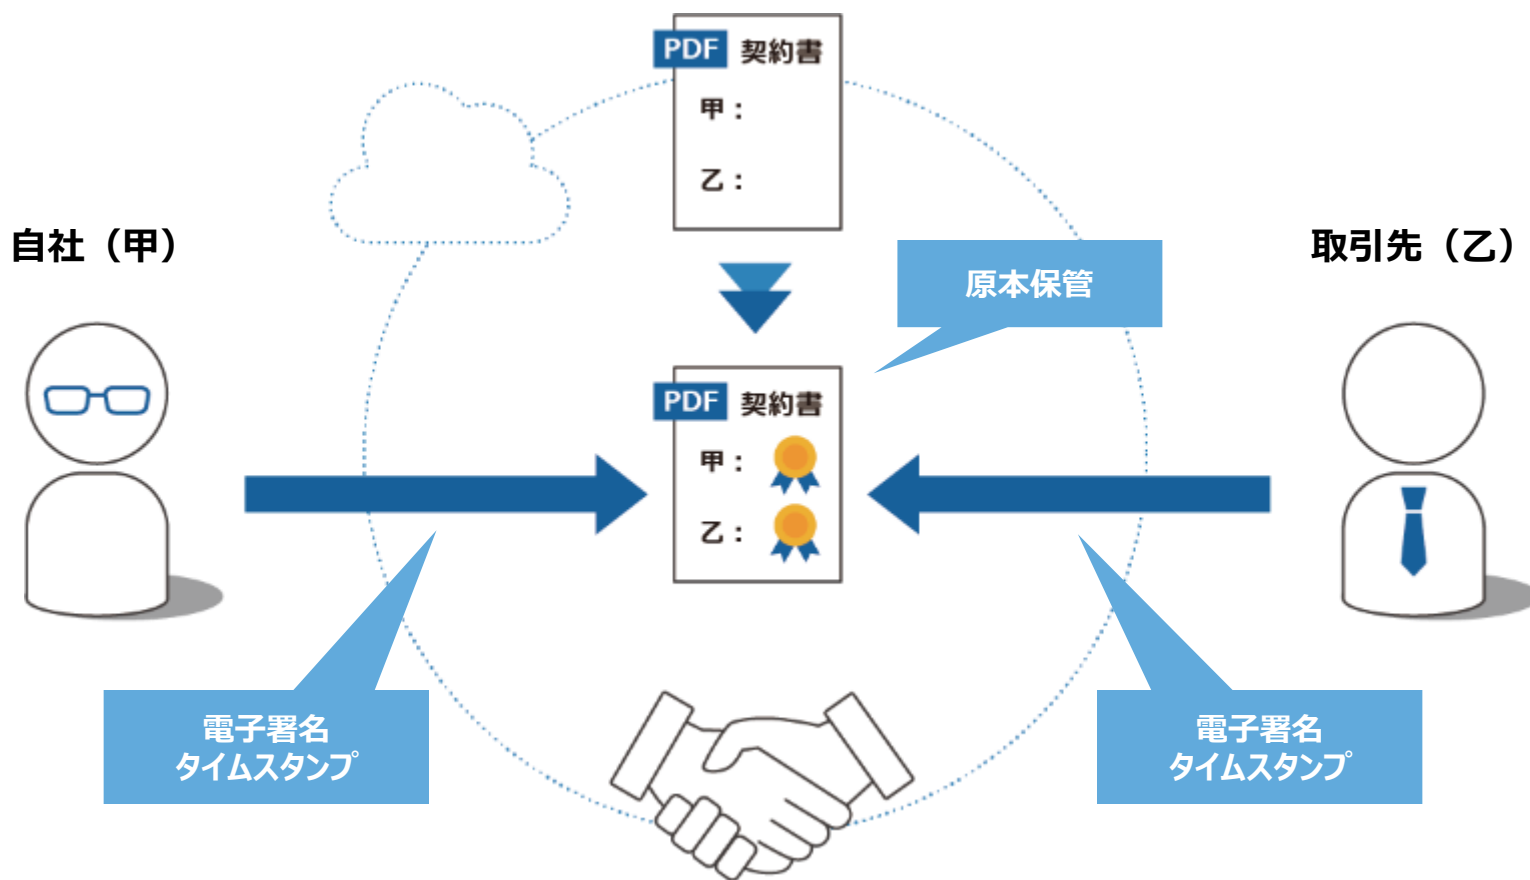 PDF 契約書
甲：
乙：
自社（甲）
取引先（乙）
原本保管
PDF 契約書
甲：
乙：
電子署名
タイムスタンプ
電子署名
タイムスタンプ